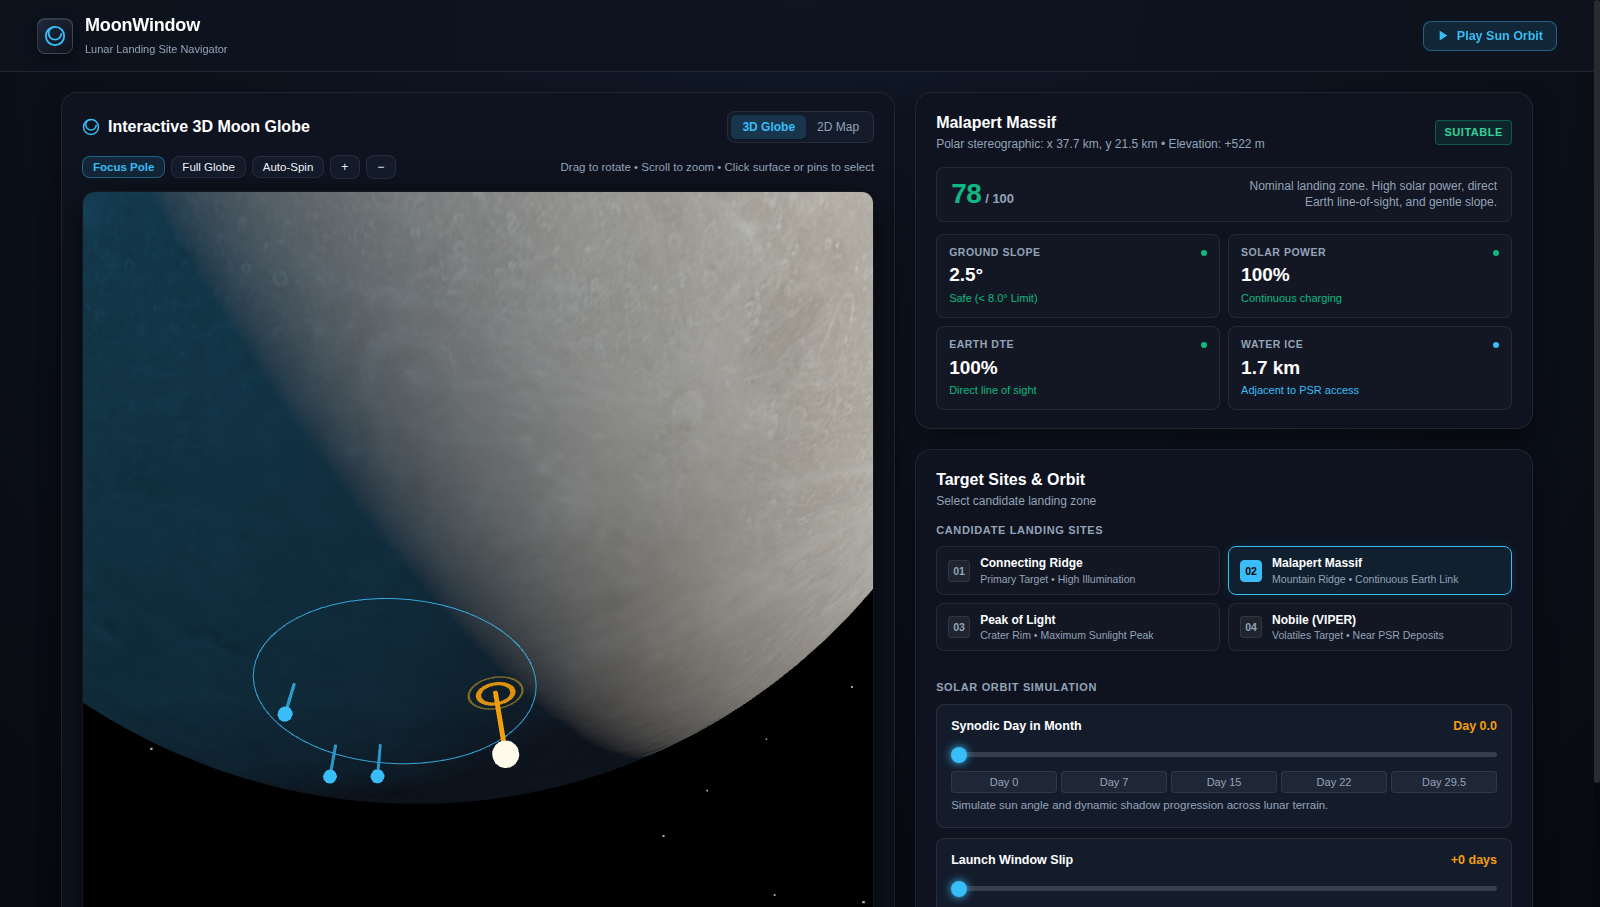 MoonWindow
Lunar Landing Site Navigator
Play Sun Orbit
Interactive 3D Moon Globe
3D Globe
2D Map
Focus Pole
Full Globe
Auto-Spin
+
−
Drag to rotate • Scroll to zoom • Click surface or pins to select
Malapert Massif
Polar stereographic: x 37.7 km, y 21.5 km • Elevation: +522 m
SUITABLE
78 / 100
Nominal landing zone. High solar power, direct
Earth line-of-sight, and gentle slope.
GROUND SLOPE
2.5°
Safe (< 8.0° Limit)
SOLAR POWER
100%
Continuous charging
EARTH DTE
100%
Direct line of sight
WATER ICE
1.7 km
Adjacent to PSR access
Target Sites & Orbit
Select candidate landing zone
CANDIDATE LANDING SITES
01
Connecting Ridge
Primary Target • High Illumination
02
Malapert Massif
Mountain Ridge • Continuous Earth Link
03
Peak of Light
Crater Rim • Maximum Sunlight Peak
04
Nobile (VIPER)
Volatiles Target • Near PSR Deposits
SOLAR ORBIT SIMULATION
Synodic Day in Month
Day 0.0
Day 0
Day 7
Day 15
Day 22
Day 29.5
Simulate sun angle and dynamic shadow progression across lunar terrain.
Launch Window Slip
+0 days